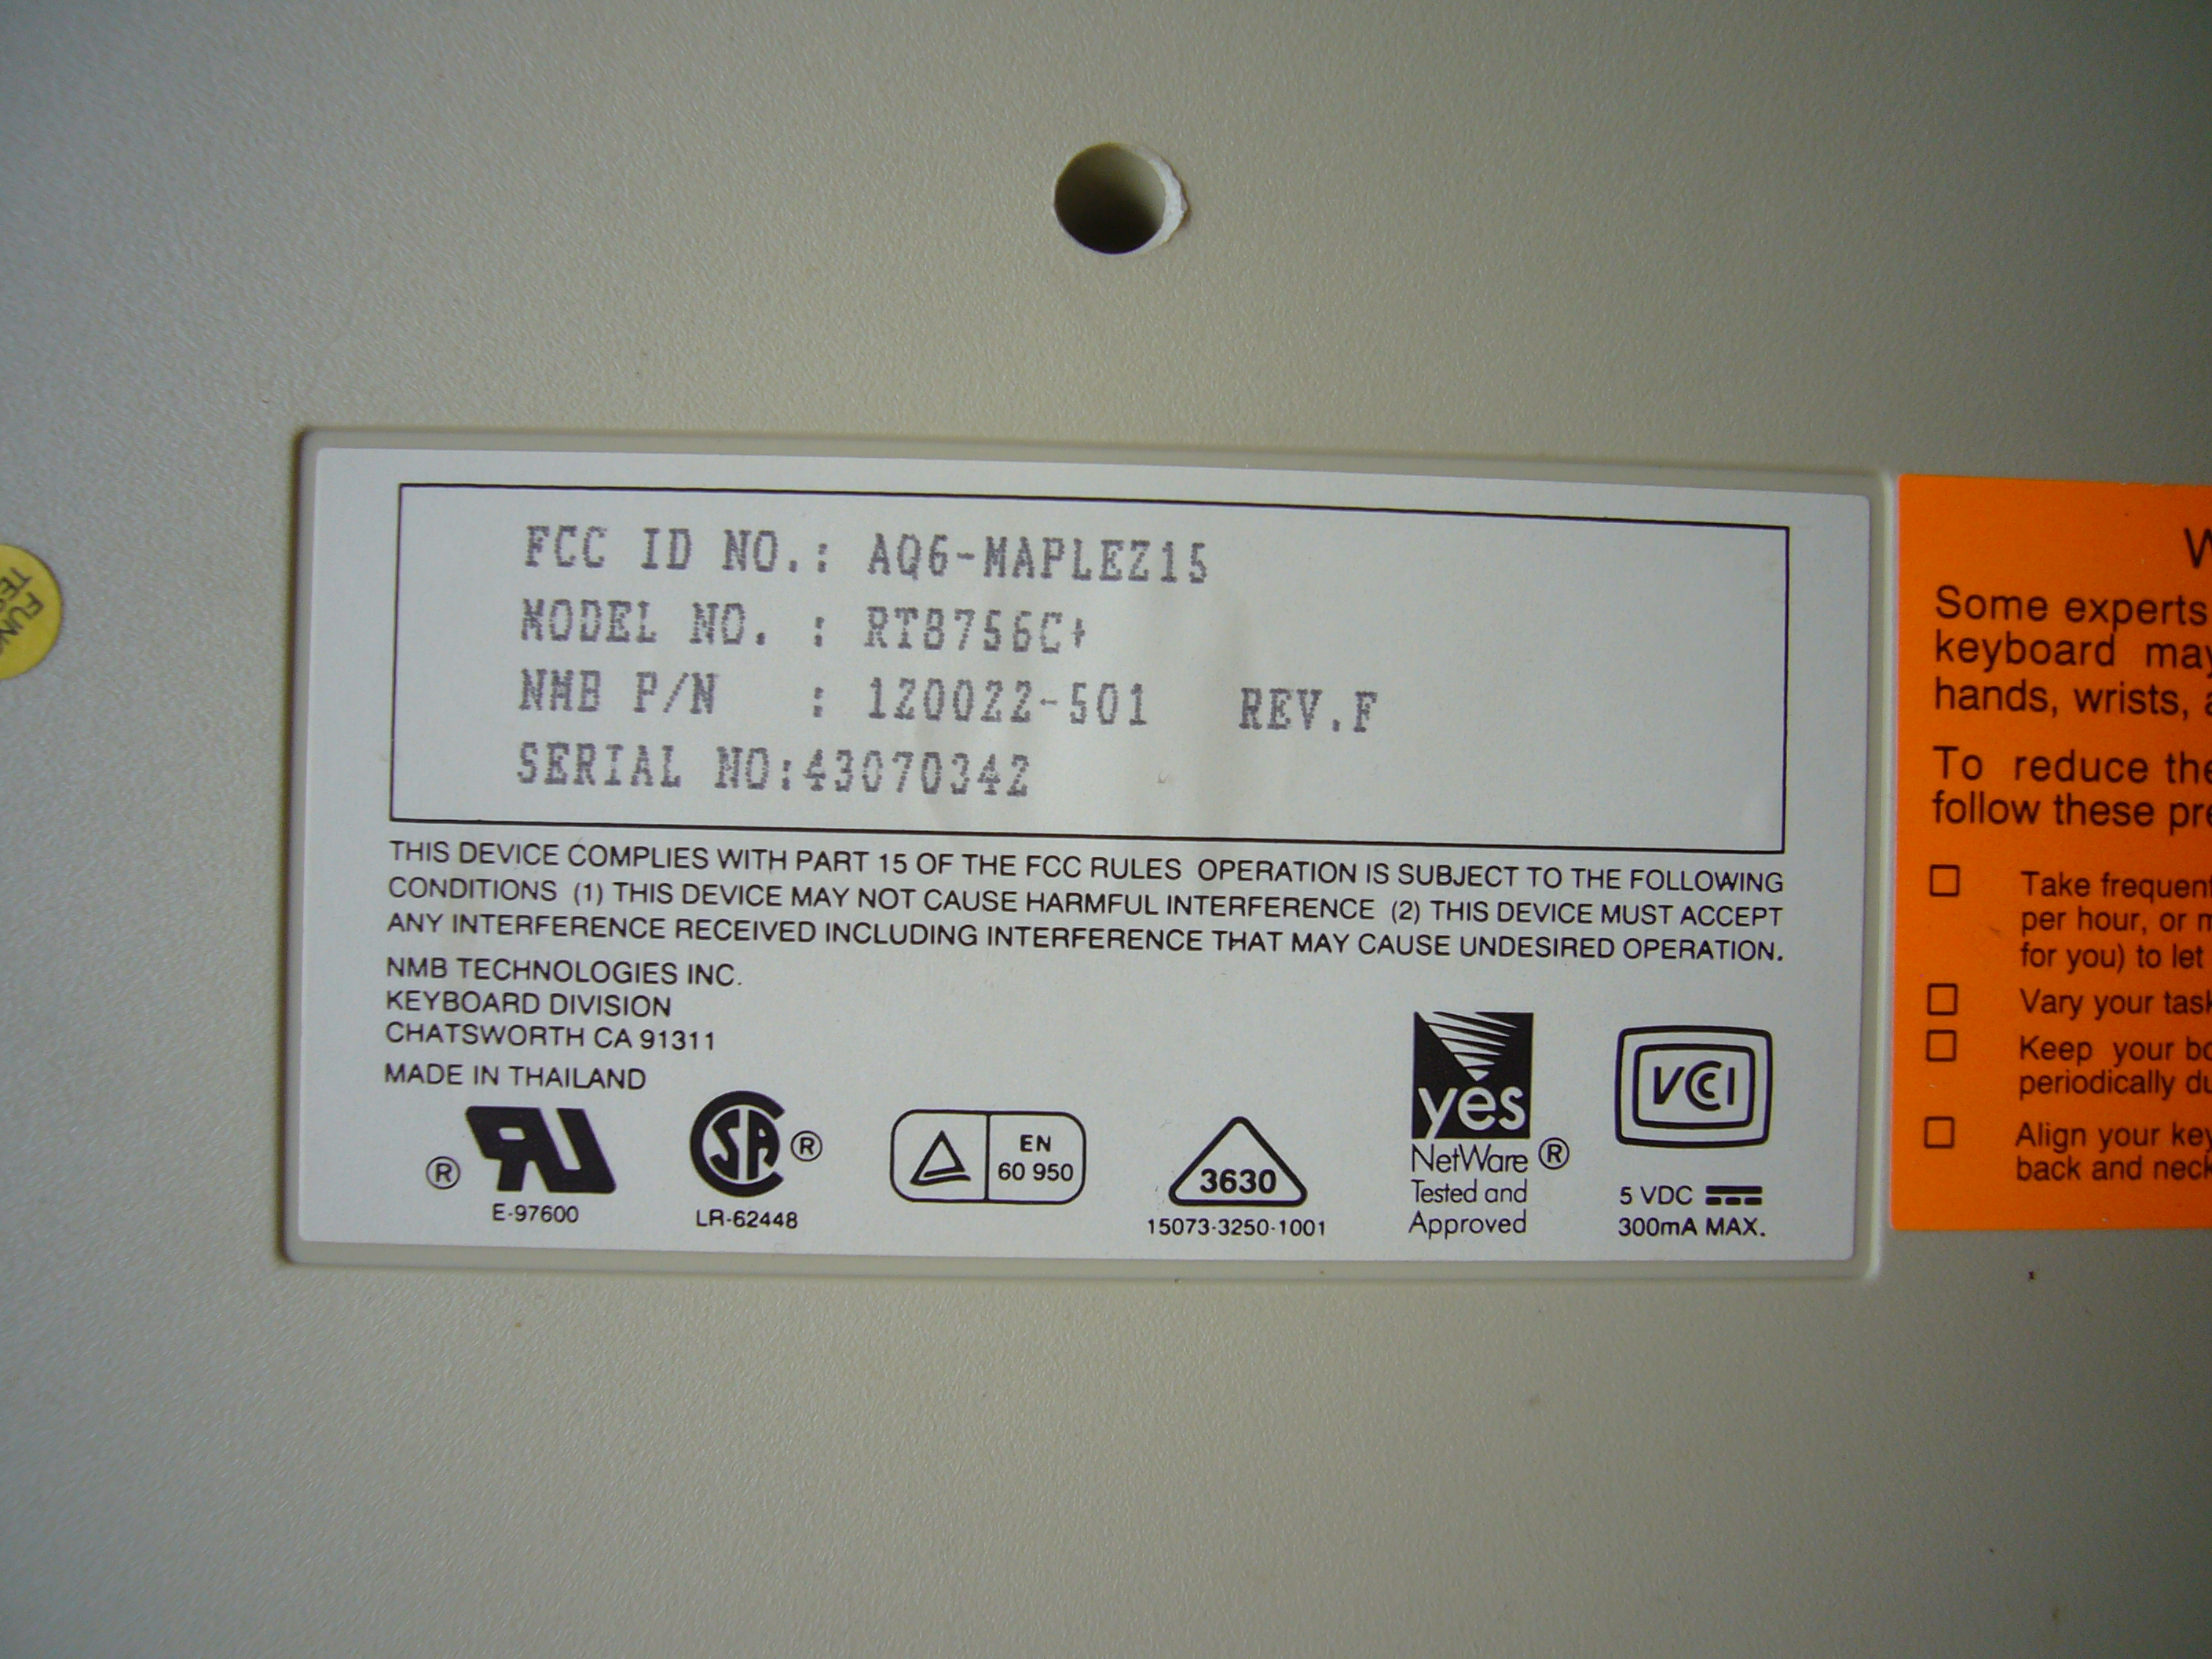 FCC ID NO.: AQ6-MAPLEZ15
MODEL NO. : RT8756C+
NMB P/N : 120022-501 REV.F
SERIAL NO:43070342
THIS DEVICE COMPLIES WITH PART 15 OF THE FCC RULES OPERATION IS SUBJECT TO THE FOLLOWING
CONDITIONS (1) THIS DEVICE MAY NOT CAUSE HARMFUL INTERFERENCE (2) THIS DEVICE MUST ACCEPT
ANY INTERFERENCE RECEIVED INCLUDING INTERFERENCE THAT MAY CAUSE UNDESIRED OPERATION.
NMB TECHNOLOGIES INC.
KEYBOARD DIVISION
CHATSWORTH CA 91311
MADE IN THAILAND
®
E-97600
SA ®
LR-62448
EN
60 950
3630
15073-3250-1001
yes
NetWare ®
Tested and
Approved
VCCI
5 VDC
300mA MAX.
Some experts
keyboard may
hands, wrists,
To reduce the
follow these
Take frequent
per hour, or
for you) to let
Vary your
Keep your
periodically
Align your
back and neck